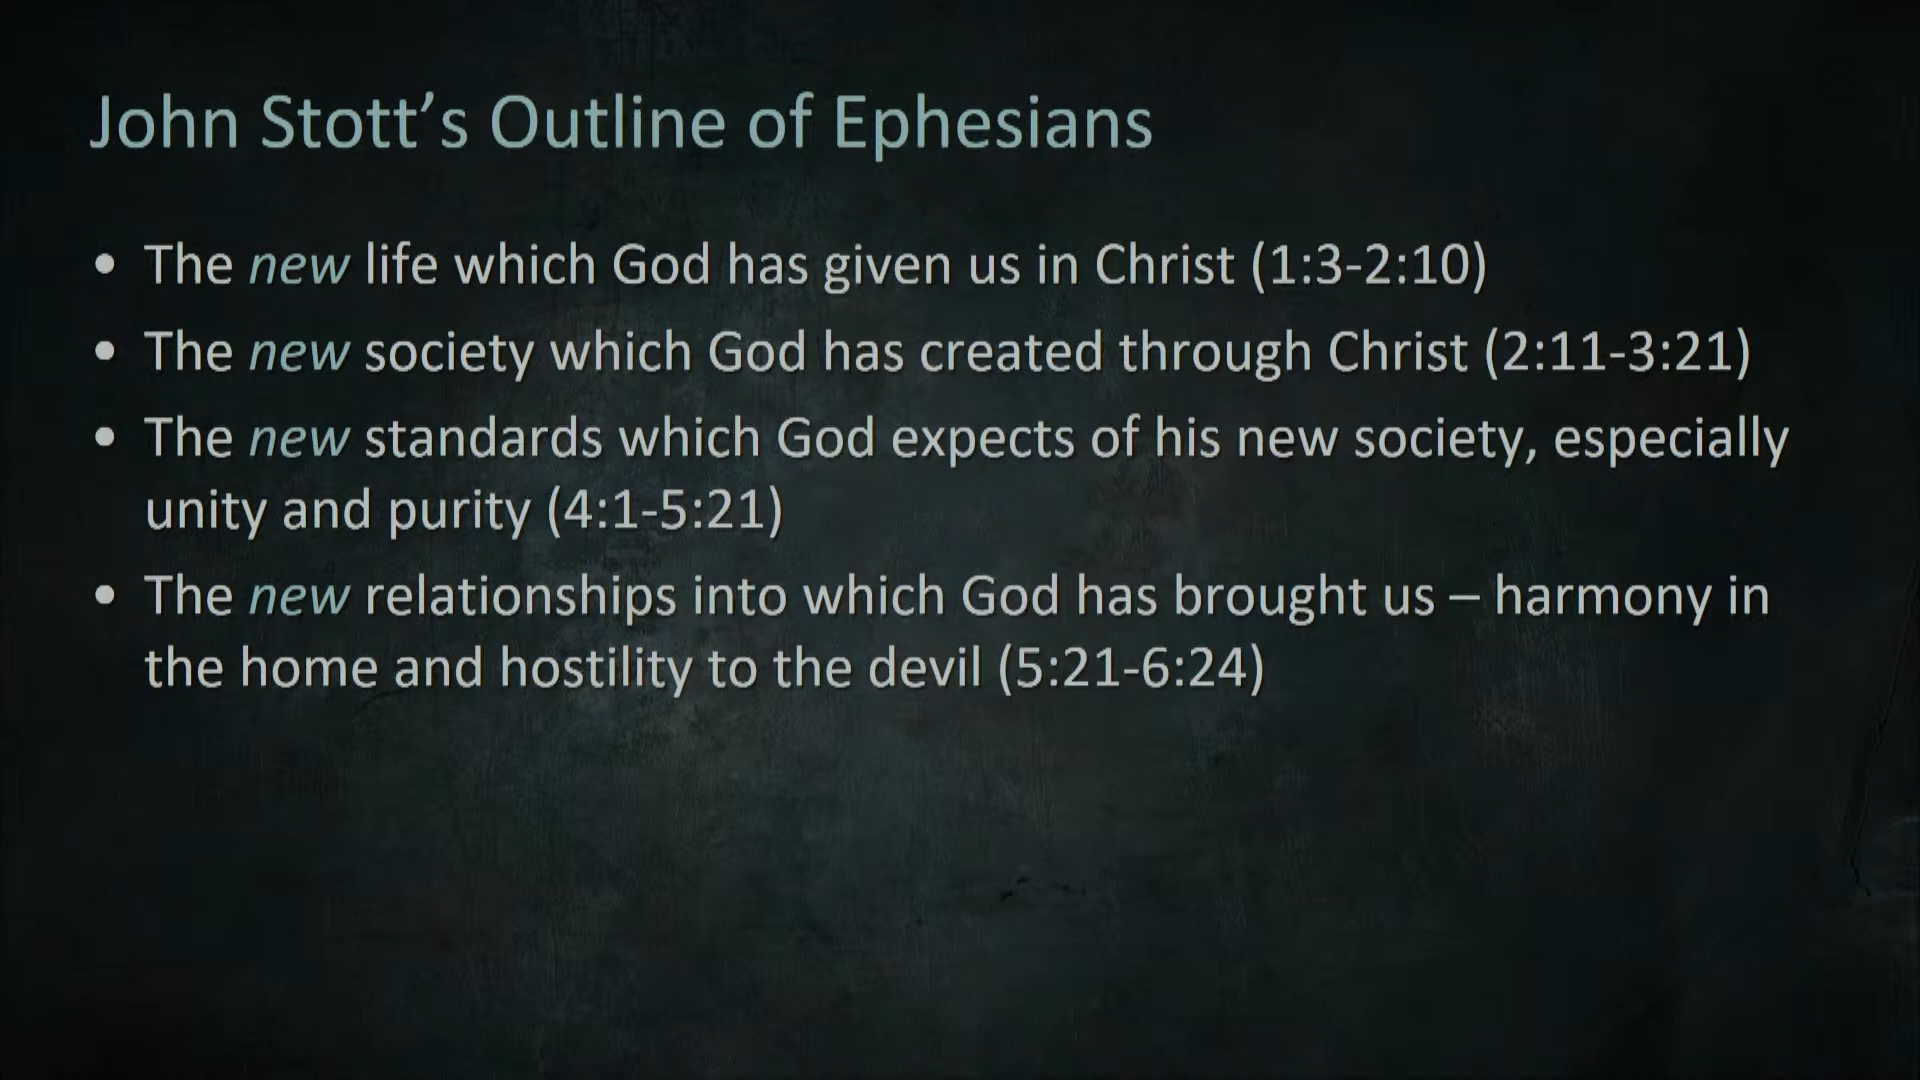 John Stott’s Outline of Ephesians
• The new life which God has given us in Christ (1:3-2:10)
• The new society which God has created through Christ (2:11-3:21)
• The new standards which God expects of his new society, especially
unity and purity (4:1-5:21)
• The new relationships into which God has brought us – harmony in
the home and hostility to the devil (5:21-6:24)